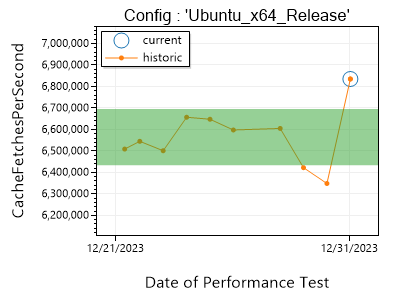 Config : 'Ubuntu_x64_Release'
current
historic
CacheFetchesPerSecond
7,000,000
6,900,000
6,800,000
6,700,000
6,600,000
6,500,000
6,400,000
6,300,000
6,200,000
12/21/2023
12/31/2023
Date of Performance Test